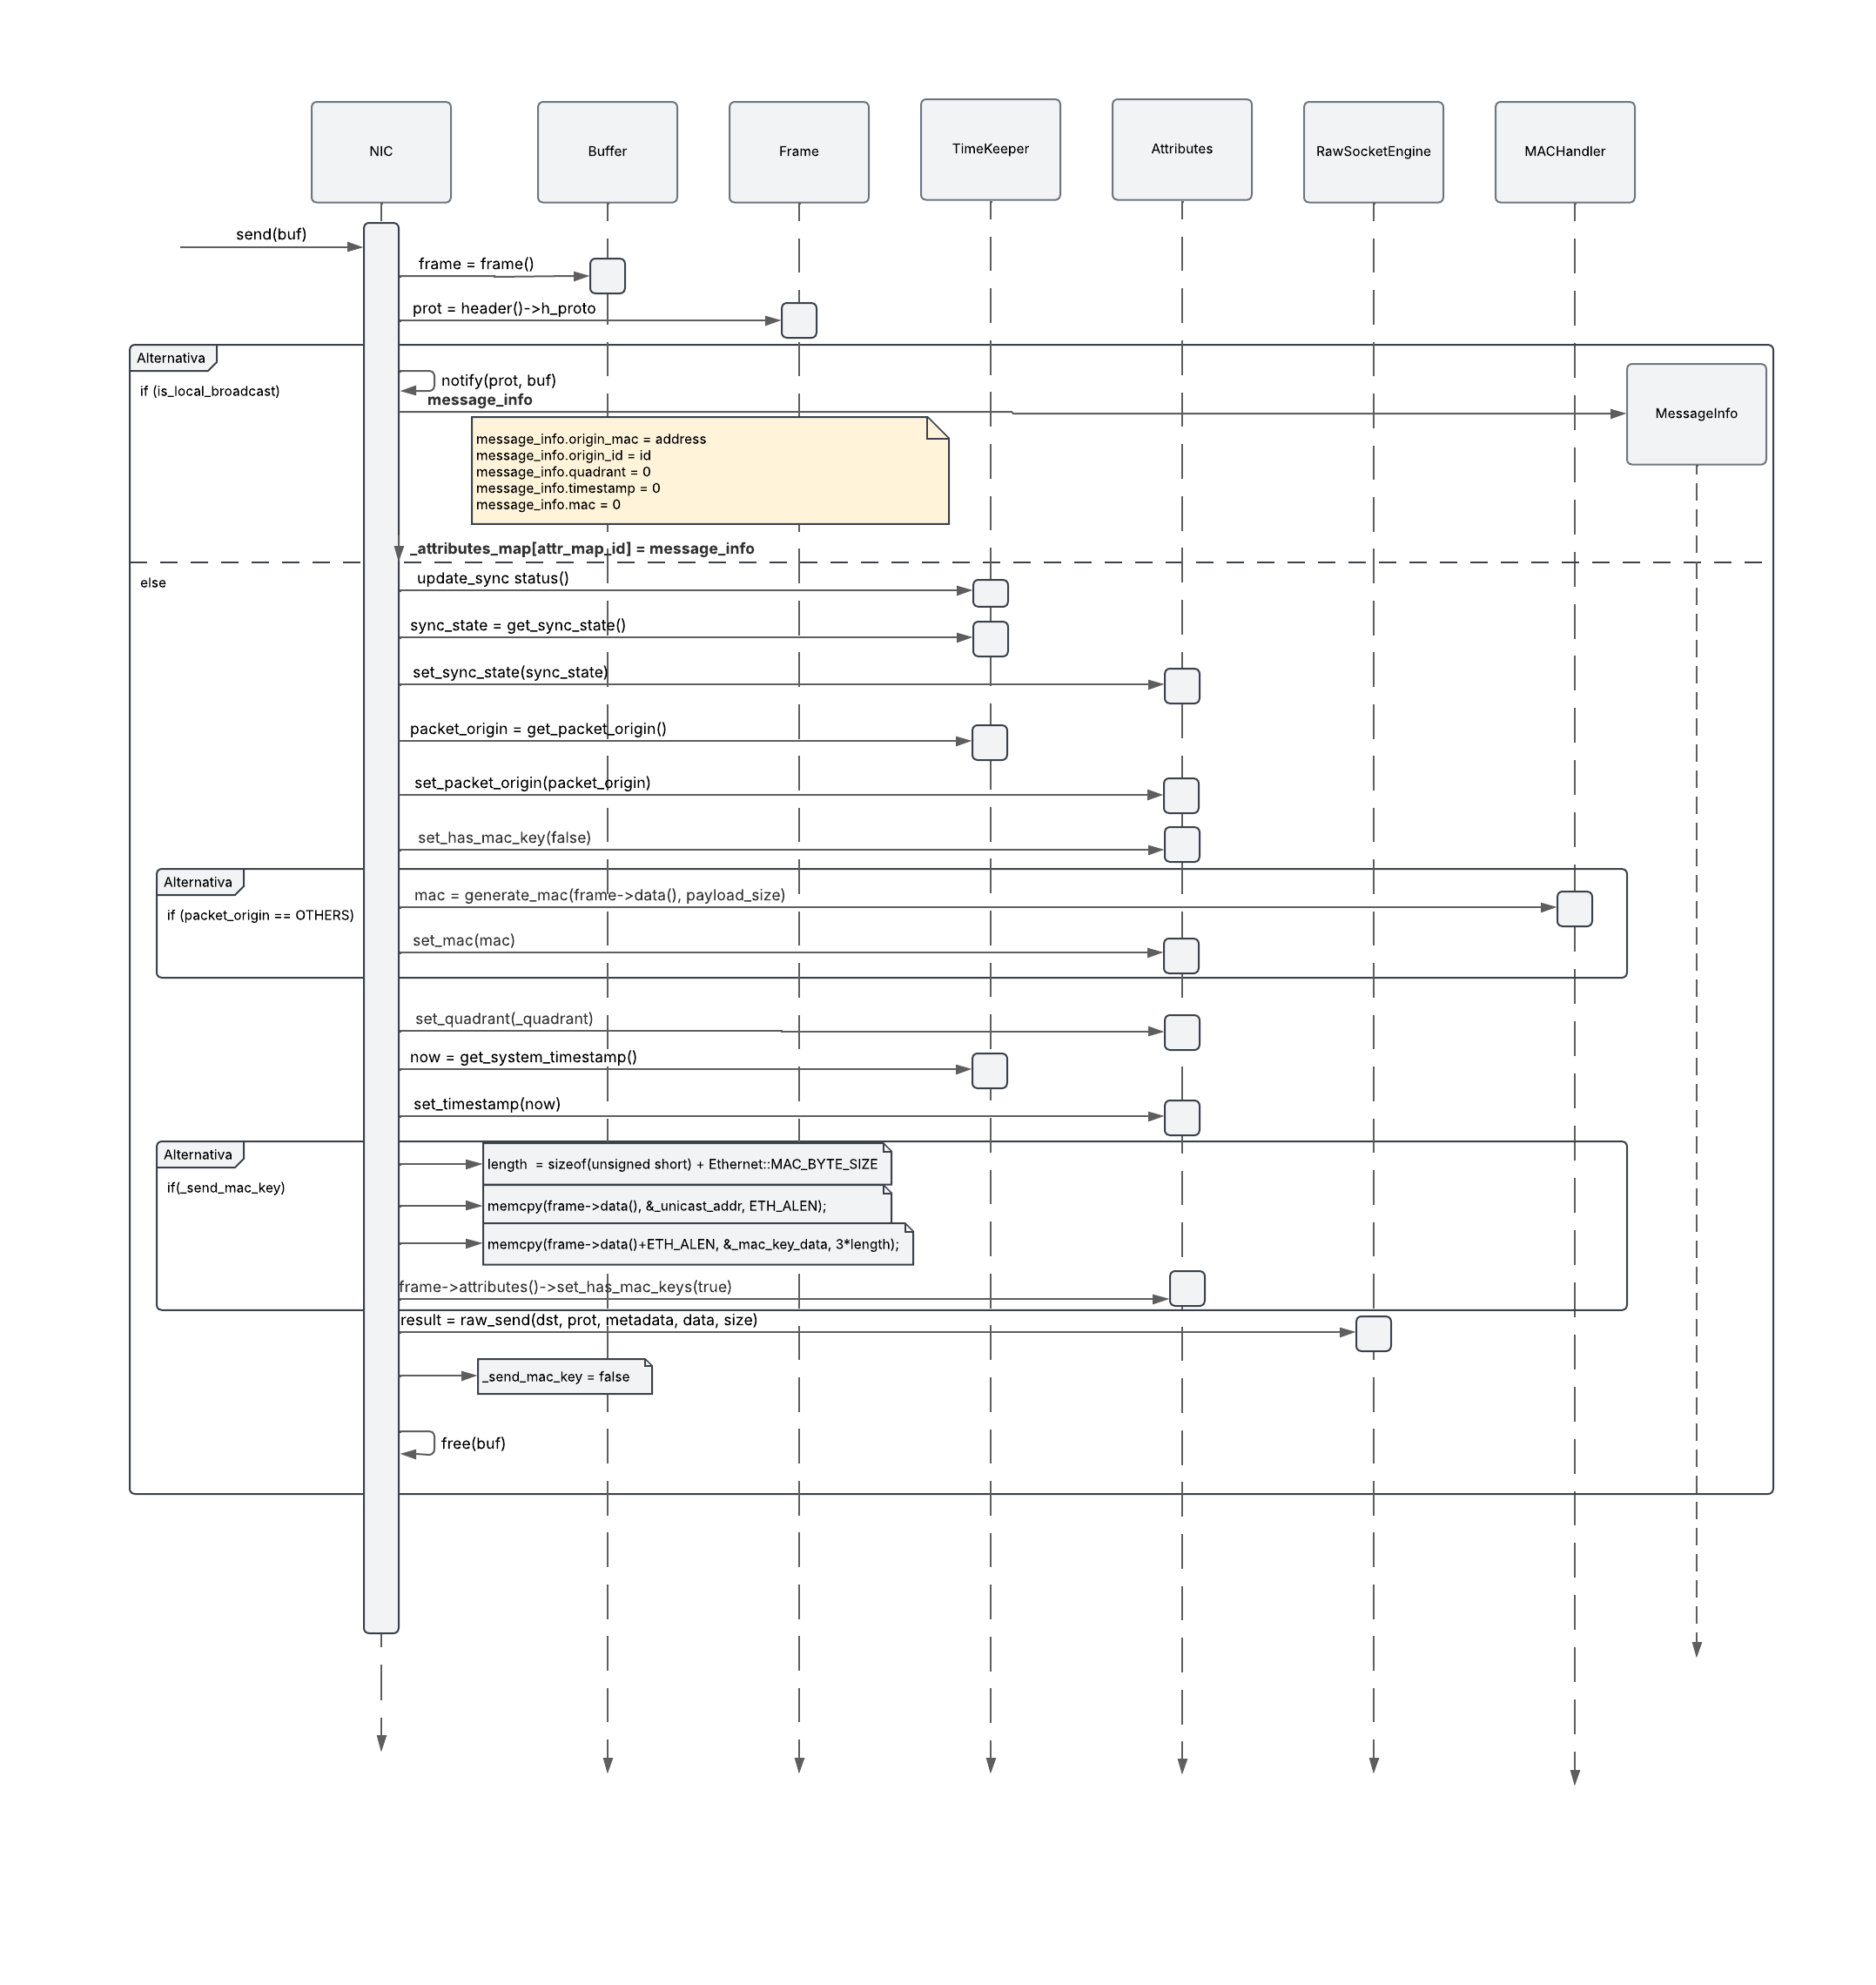 NIC
Buffer
Frame
TimeKeeper
Attributes
RawSocketEngine
MACHandler
send(buf)
frame = frame()
prot = header()->h_proto
Alternativa
if (is_local_broadcast)
notify(prot, buf)
message_info
MessageInfo
message_info.origin_mac = address
message_info.origin_id = id
message_info.quadrant = 0
message_info.timestamp = 0
message_info.mac = 0
_attributes_map[attr_map_id] = message_info
else
update_sync status()
sync_state = get_sync_state()
set_sync_state(sync_state)
packet_origin = get_packet_origin()
set_packet_origin(packet_origin)
set_has_mac_key(false)
Alternativa
if (packet_origin == OTHERS)
mac = generate_mac(frame->data(), payload_size)
set_mac(mac)
set_quadrant(_quadrant)
now = get_system_timestamp()
set_timestamp(now)
Alternativa
if(_send_mac_key)
length  = sizeof(unsigned short) + Ethernet::MAC_BYTE_SIZE
memcpy(frame->data(), &_unicast_addr, ETH_ALEN);
memcpy(frame->data()+ETH_ALEN, &_mac_key_data, 3*length);
frame->attributes()->set_has_mac_keys(true)
result = raw_send(dst, prot, metadata, data, size)
_send_mac_key = false
free(buf)